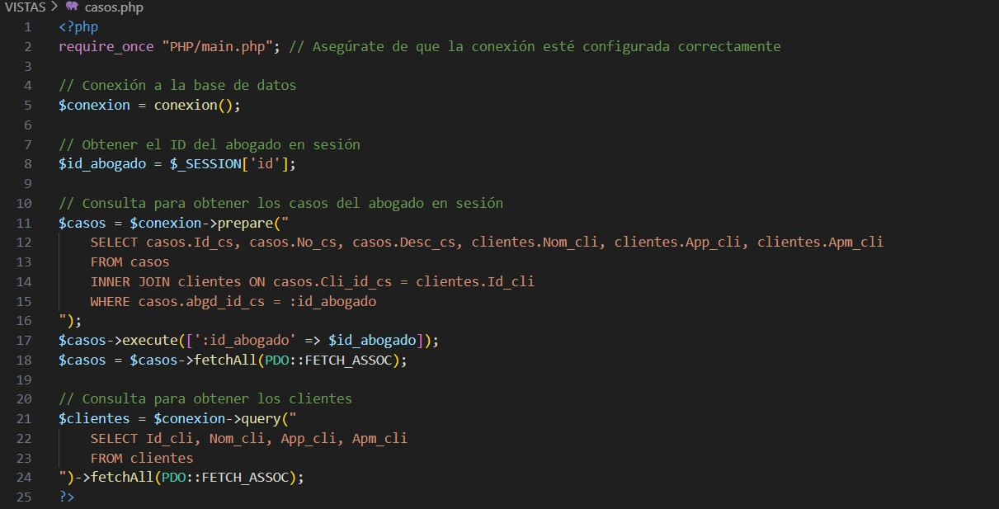 VISTAS > casos.php
1 <?php
2 require_once "PHP/main.php"; // Asegúrate de que la conexión esté configurada correctamente
3
4 // Conexión a la base de datos
5 $conexion = conexion();
6
7 // Obtener el ID del abogado en sesión
8 $id_abogado = $_SESSION['id'];
9
10 // Consulta para obtener los casos del abogado en sesión
11 $casos = $conexion->prepare("
12     SELECT casos.Id_cs, casos.No_cs, casos.Desc_cs, clientes.Nom_cli, clientes.App_cli, clientes.Apm_cli
13     FROM casos
14     INNER JOIN clientes ON casos.Cli_id_cs = clientes.Id_cli
15     WHERE casos.abgd_id_cs = :id_abogado
16 ");
17 $casos->execute([':id_abogado' => $id_abogado]);
18 $casos = $casos->fetchAll(PDO::FETCH_ASSOC);
19
20 // Consulta para obtener los clientes
21 $clientes = $conexion->query("
22     SELECT Id_cli, Nom_cli, App_cli, Apm_cli
23     FROM clientes
24 ")->fetchAll(PDO::FETCH_ASSOC);
25 ?>